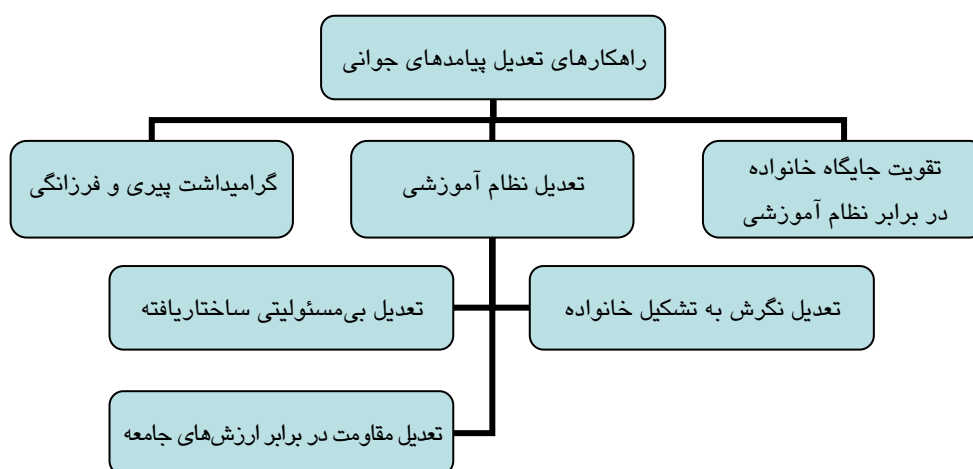 راهکارهای تعدیل پیامدهای جوانی
تقویت جایگاه خانواده
در برابر نظام آموزشی
تعدیل نظام آموزشی
گرامیداشت پیری و فرزانگی
تعدیل نگرش به تشکیل خانواده
تعدیل بی‌مسئولیتی ساختاریافته
تعدیل مقاومت در برابر ارزش‌های جامعه